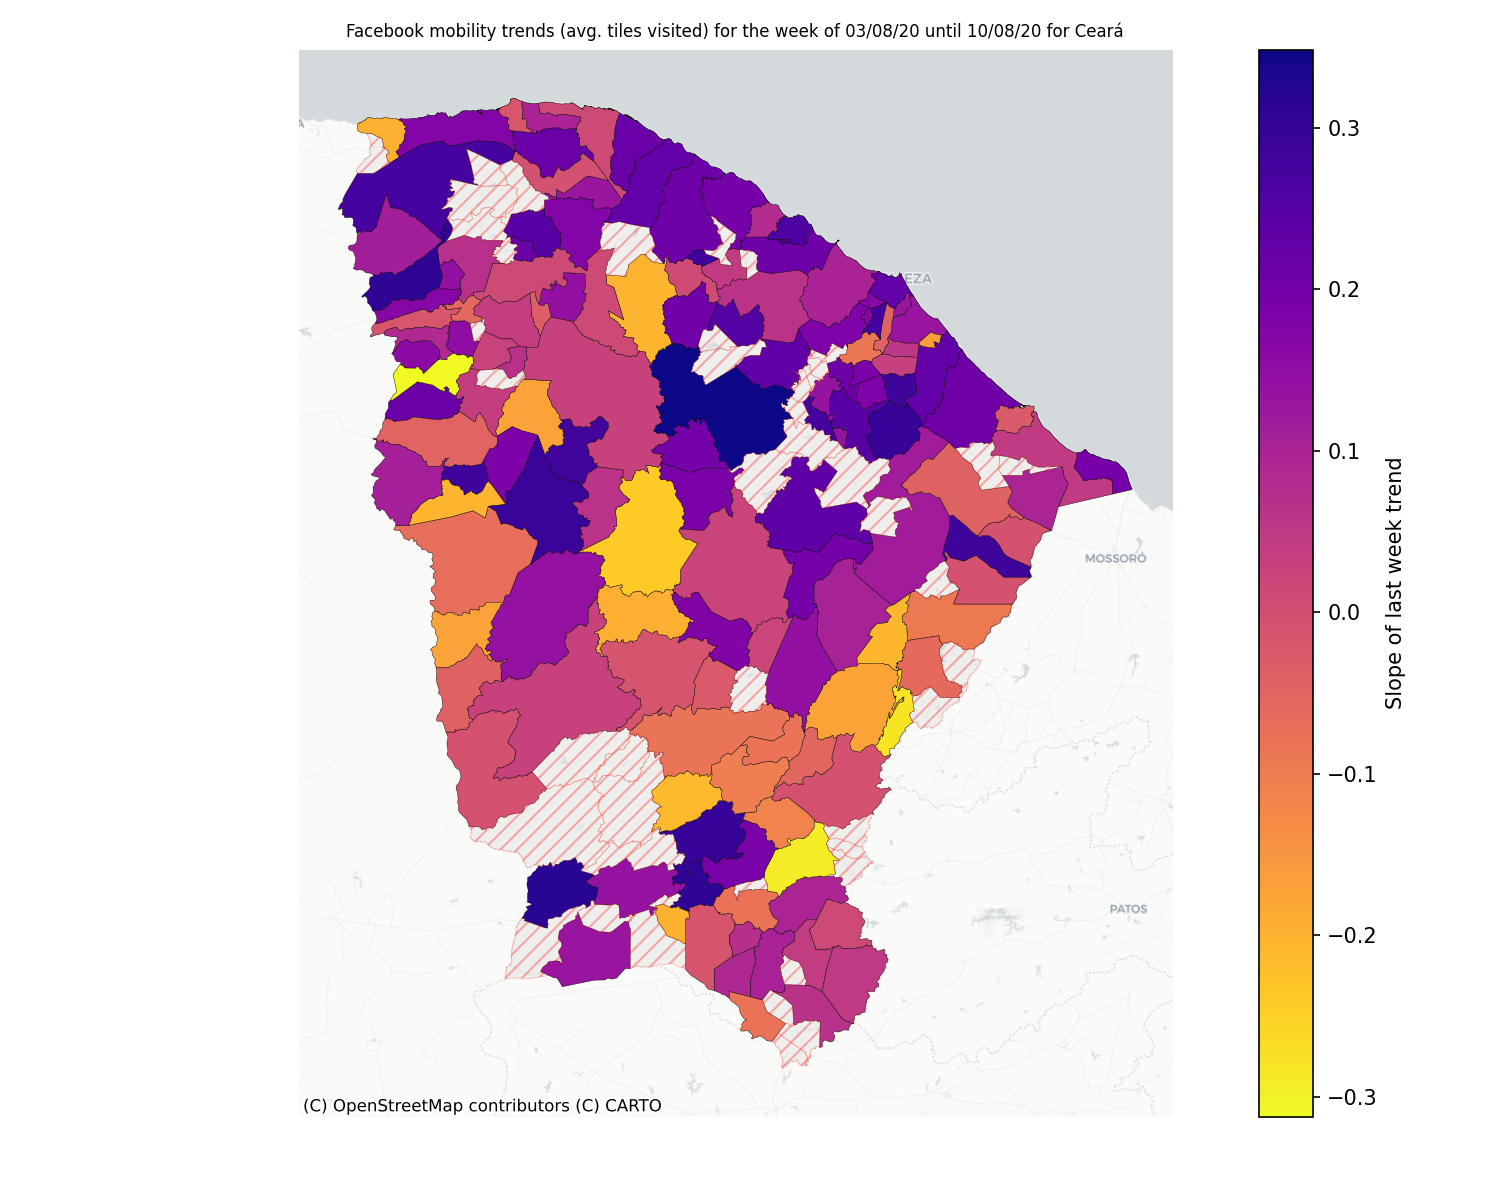 Facebook mobility trends (avg. tiles visited) for the week of 03/08/20 until 10/08/20 for Ceará
EZA
MOSSORÓ
PATOS
(C) OpenStreetMap contributors (C) CARTO
0.3
0.2
0.1
0.0
−0.1
−0.2
−0.3
Slope of last week trend